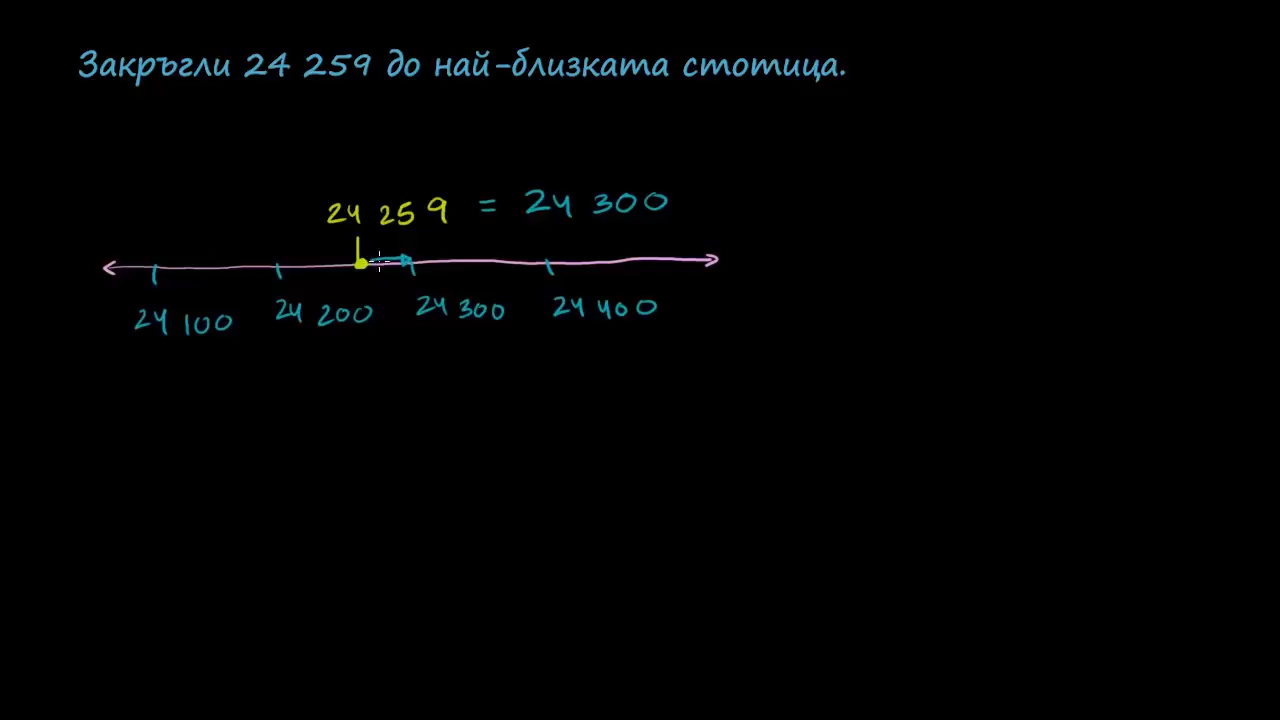 Закръгли 24 259 до най-близката стотица.
24 259 = 24 300
24 100 24 200 24 300 24 400